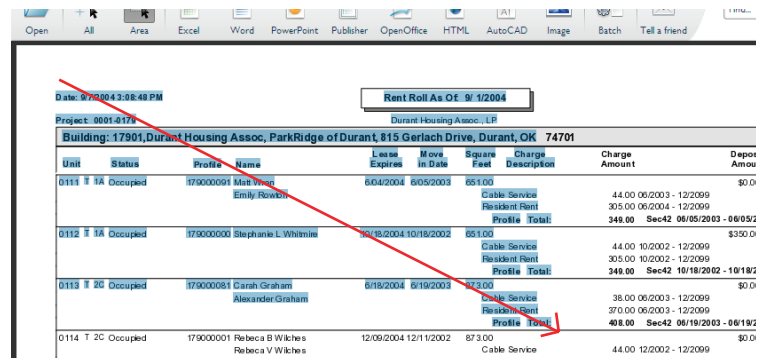 Open All Area Excel Word PowerPoint Publisher OpenOffice HTML AutoCAD Image Batch Tell a friend
Date: 9/7/2004 3:08:48 PM Rent Roll As Of: 9/ 1/2004
Project: 0001-0179 Durant Housing Assoc., LP
Building: 17901,Durant Housing Assoc, ParkRidge of Durant, 815 Gerlach Drive, Durant, OK 74701
Lease Move Square Charge Charge Depos
Unit Status Profile Name Expires in Date Feet Description Amount Amou
0111 T 1A Occupied 179000091 Matt Wren 6/04/2004 6/05/2003 651.00 $0.0
Emily Rowton Cable Service 44.00 06/2003 - 12/2099
Resident Rent 305.00 06/2004 - 12/2099
Profile Total: 349.00 Sec42 06/05/2003 - 06/05/2
0112 T 1A Occupied 179000000 Stephanie L Whitmire 10/18/2004 10/18/2002 651.00 $350.0
Cable Service 44.00 10/2002 - 12/2099
Resident Rent 305.00 10/2002 - 12/2099
Profile Total: 349.00 Sec42 10/18/2002 - 10/18/2
0113 T 2C Occupied 179000081 Carah Graham 6/18/2004 6/19/2003 873.00 $0.0
Alexander Graham Cable Service 38.00 06/2003 - 12/2099
Resident Rent 370.00 06/2003 - 12/2099
Profile Total: 408.00 Sec42 06/19/2003 - 06/19/2
0114 T 2C Occupied 179000001 Rebeca B Wilches 12/09/2004 12/11/2002 873.00 $0.0
Rebeca V Wilches Cable Service 44.00 12/2002 - 12/2099